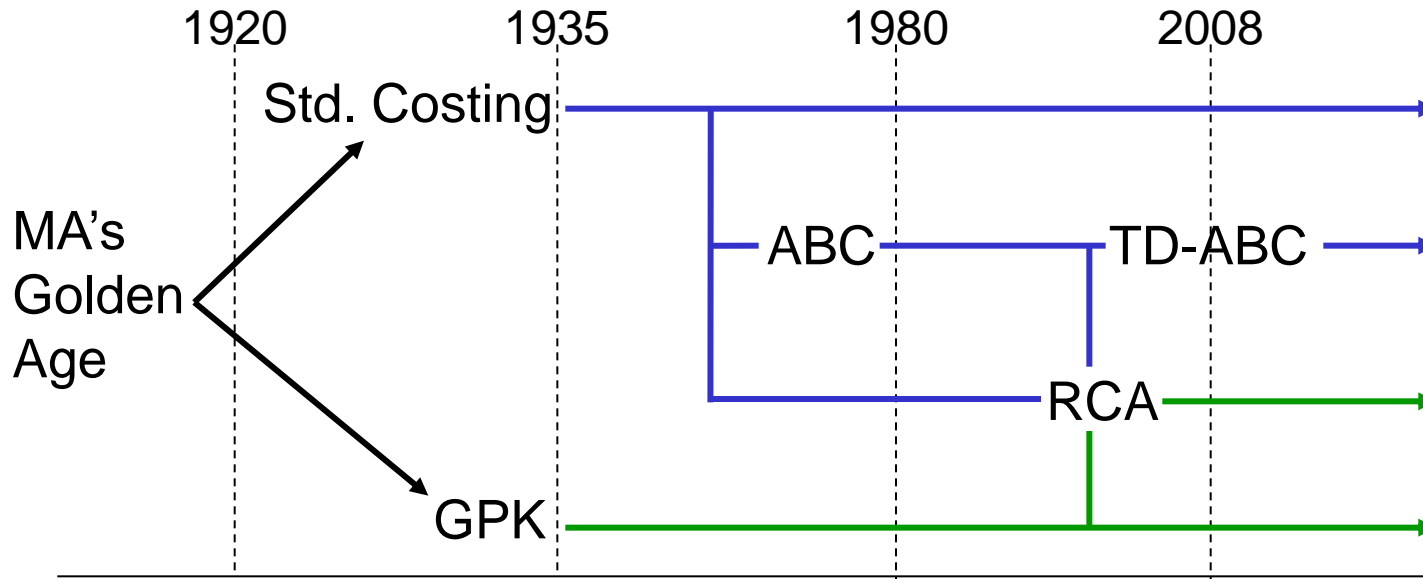 1920 1935 1980 2008
Std. Costing
MA's
Golden
Age
ABC TD-ABC
RCA
GPK